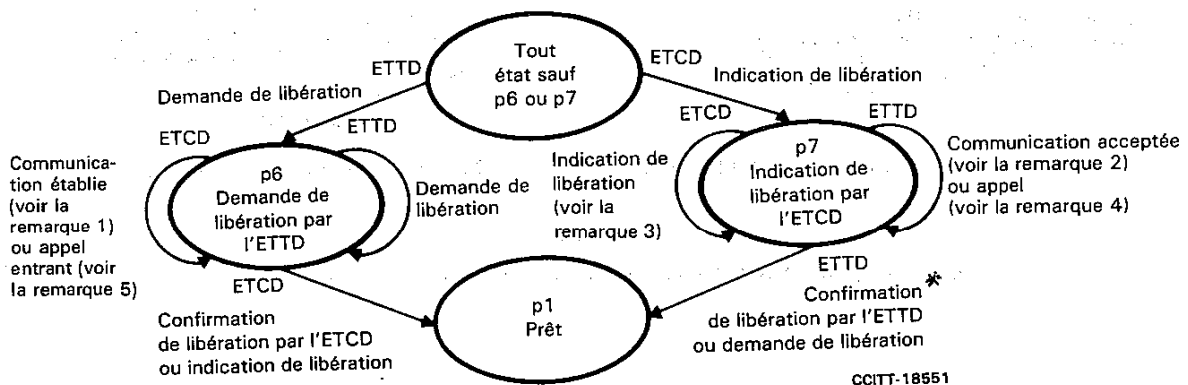 Tout
état sauf
p6 ou p7
ETTD
ETCD
Demande de libération
Indication de libération
ETCD
ETTD
Communica-
tion établie
(voir la
remarque 1)
ou appel
entrant (voir
la remarque 5)
p6
Demande de
libération par
l'ETTD
Demande de
libération
ETCD
ETTD
Indication de
libération
(voir la
remarque 3)
p7
Indication de
libération par
l'ETCD
Communication acceptée
(voir la remarque 2)
ou appel
(voir la remarque 4)
ETCD
Confirmation
de libération par l'ETCD
ou indication de libération
p1
Prêt
ETTD
Confirmation *
de libération par l'ETTD
ou demande de libération
CCITT-18551